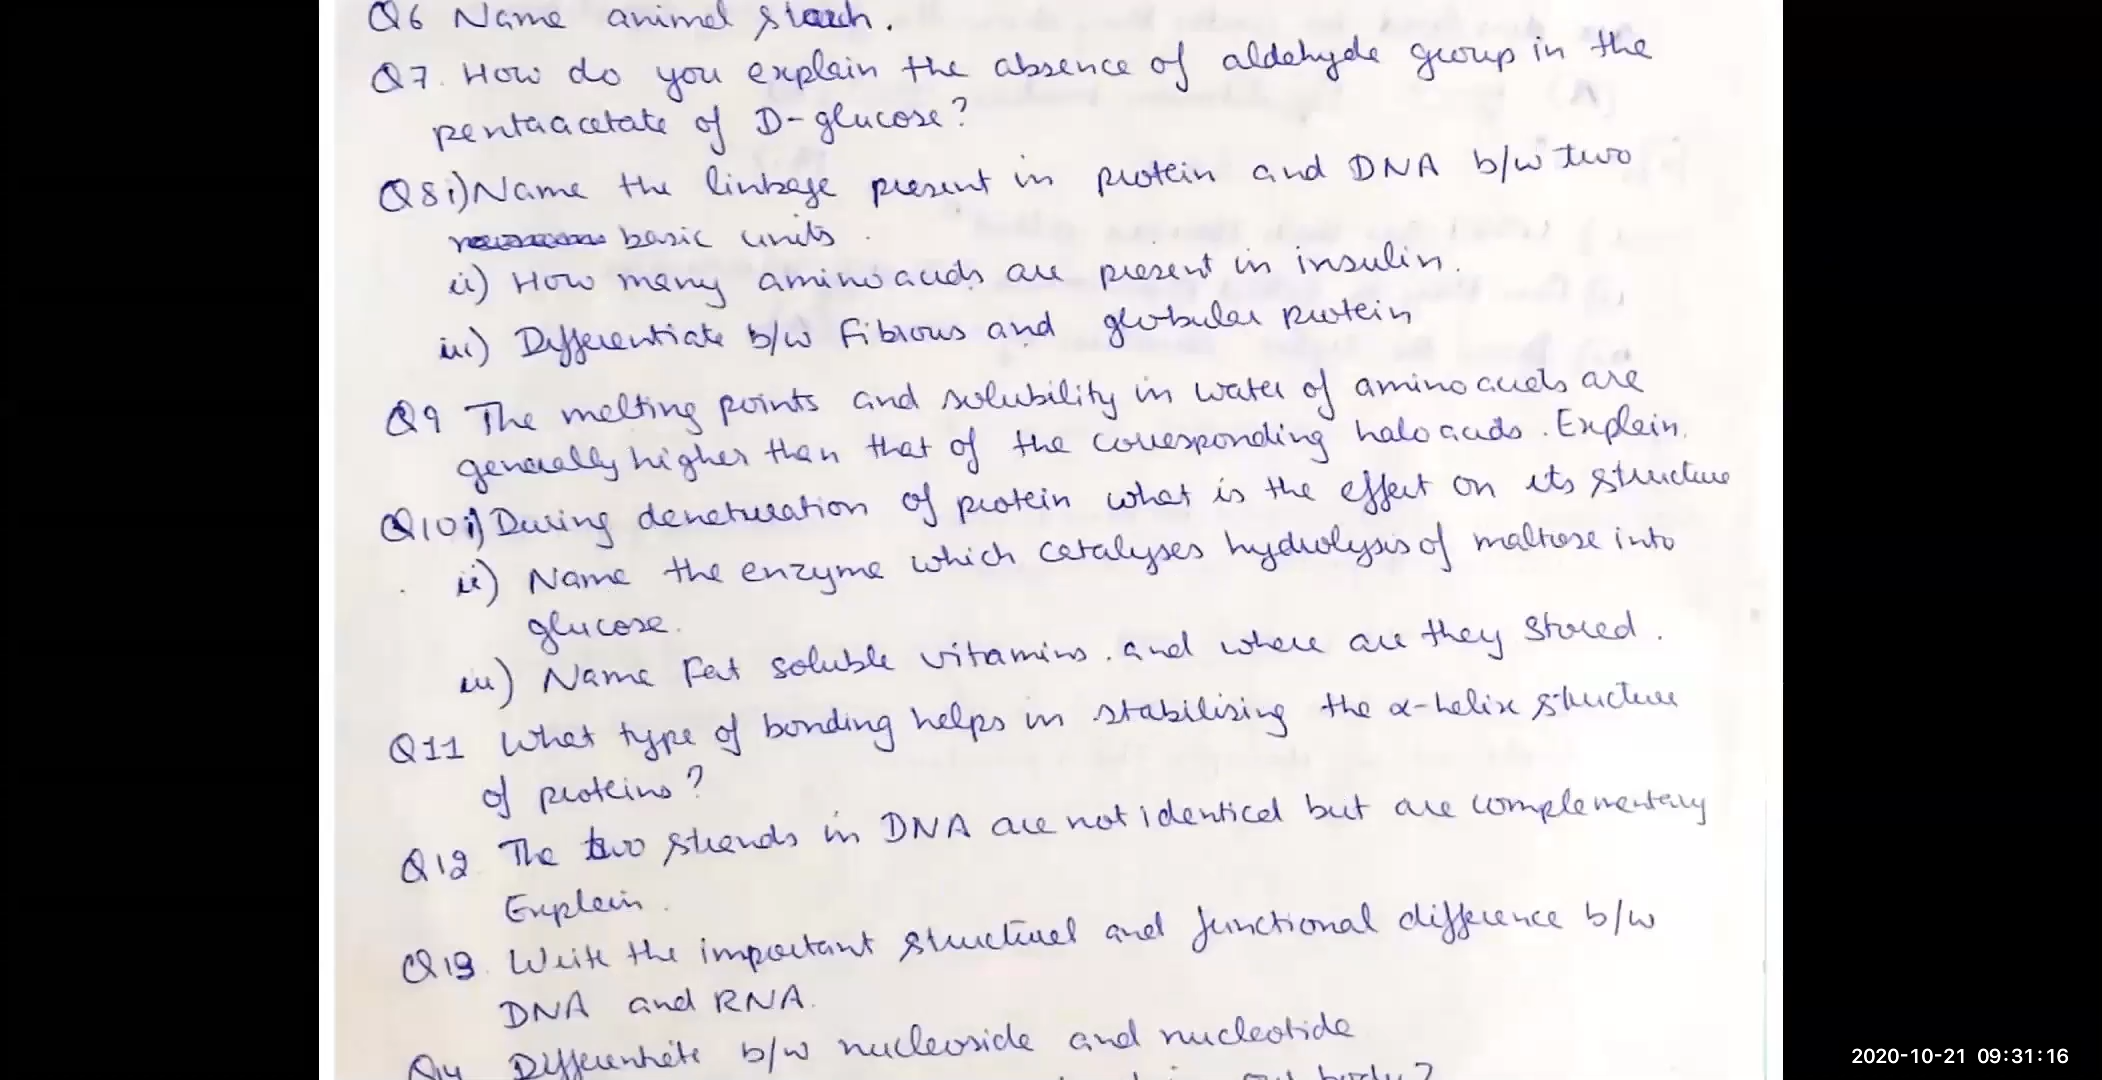 Q6 Name animal starch.
Q7. How do you explain the absence of aldehyde group in the
pentaacetate of D-glucose?
Q8 i) Name the linkage present in protein and DNA b/w two
basic units.
ii) How many amino acids are present in insulin.
iii) Differentiate b/w Fibrous and globular protein
Q9 The melting points and solubility in water of amino acids are
generally higher than that of the corresponding halo acids. Explain.
Q10 i) During denaturation of protein what is the effect on its structure
ii) Name the enzyme which catalyses hydrolysis of maltose into
glucose.
iii) Name Fat soluble vitamins. and where are they stored.
Q11 What type of bonding helps in stabilising the α-helix structure
of proteins?
Q12 The two strands in DNA are not identical but are complementary
Explain.
Q13. Write the important structural and functional difference b/w
DNA and RNA.
Q14 Differentiate b/w nucleoside and nucleotide
our body?
2020-10-21 09:31:16